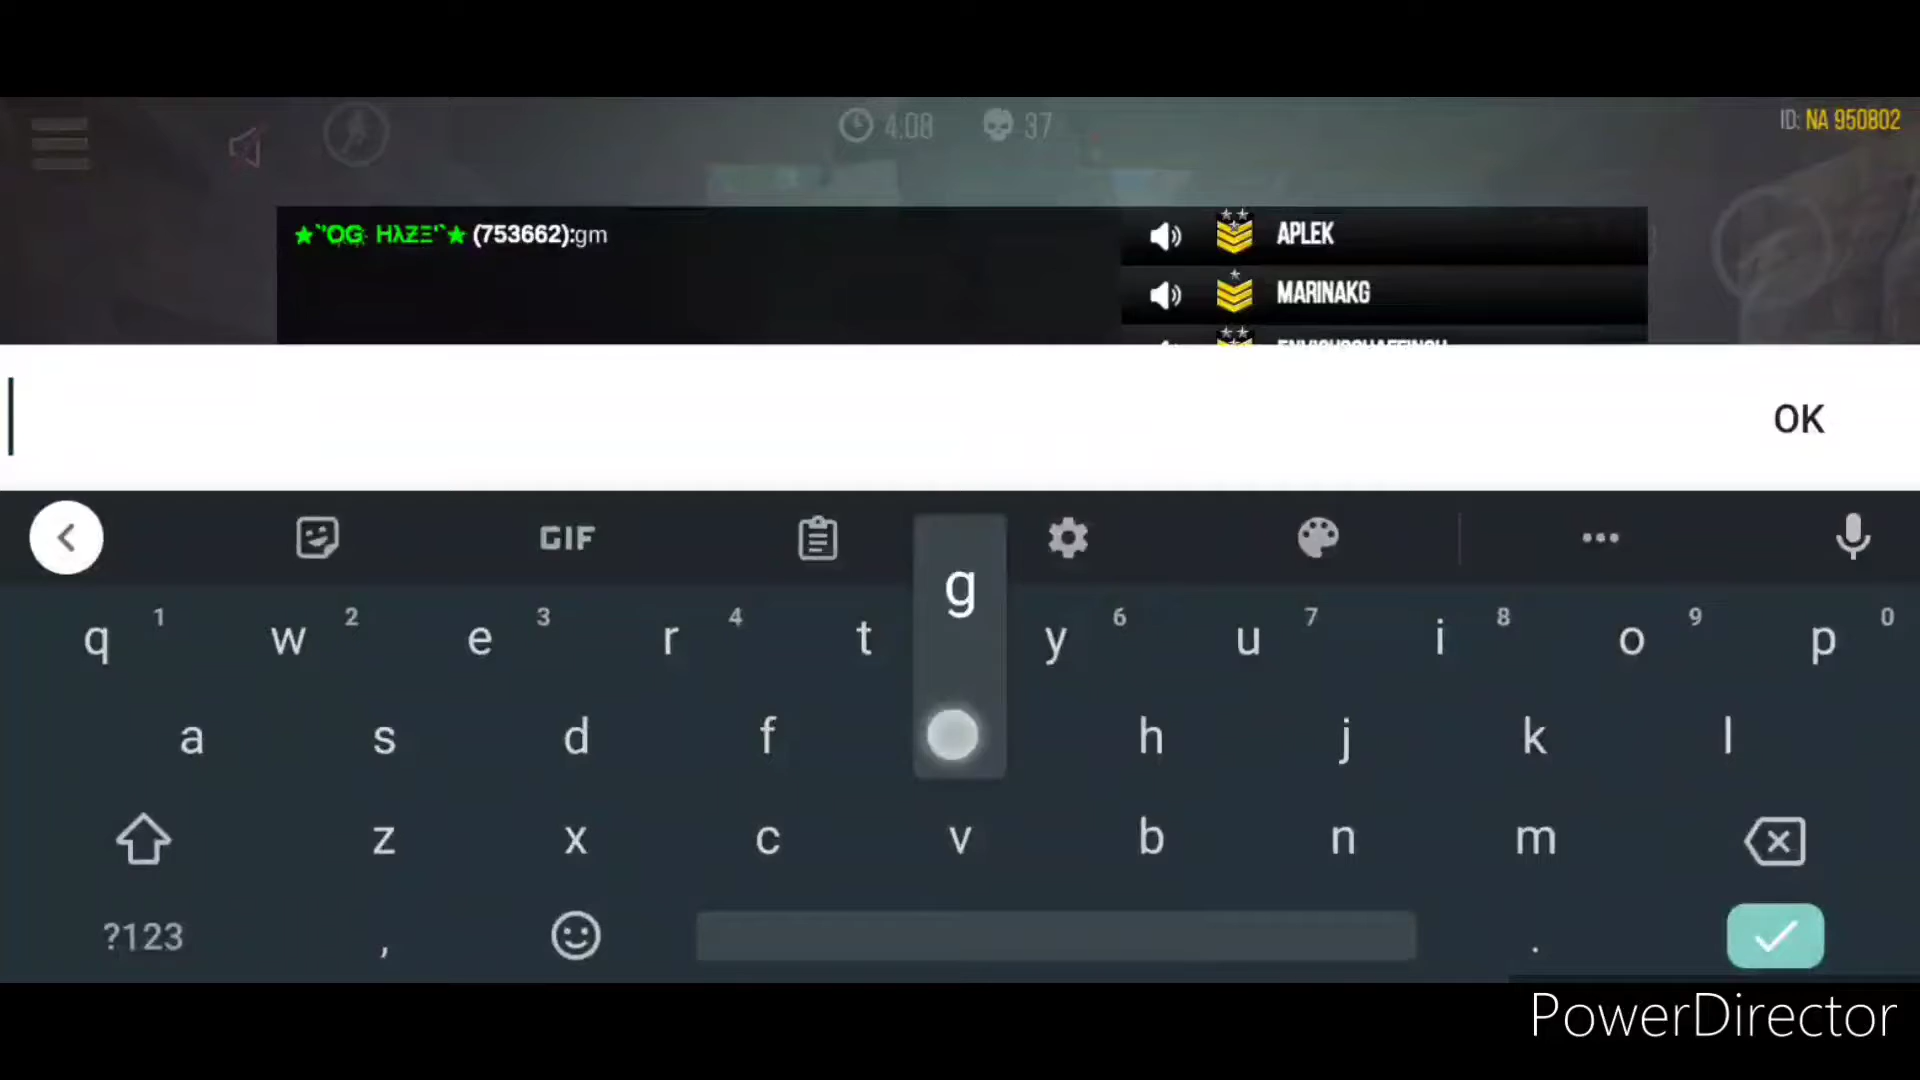 4:08 37 ID: NA 950802
★`'OG HλZΞ'`★ (753662):gm
APLEK
MARINAKG
OK
GIF
g
q 1 w 2 e 3 r 4 t y 6 u 7 i 8 o 9 p 0
a s d f h j k l
z x c v b n m
?123 , .
PowerDirector